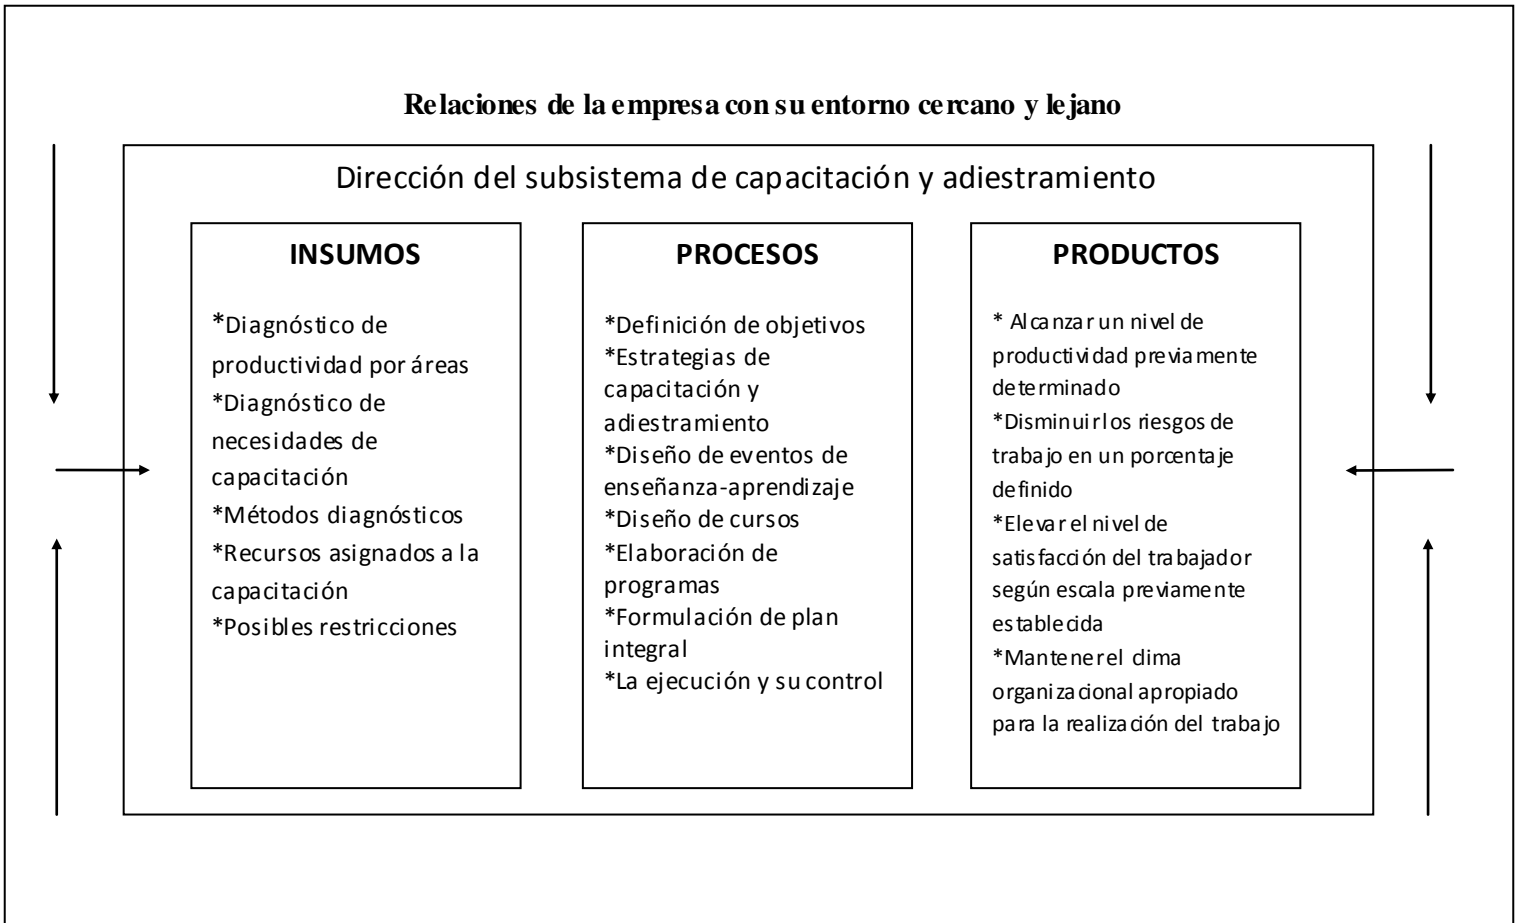 Relaciones de la empresa con su entorno cercano y lejano
Dirección del subsistema de capacitación y adiestramiento
INSUMOS
*Diagnóstico de
productividad por áreas
*Diagnóstico de
necesidades de
capacitación
*Métodos diagnósticos
*Recursos asignados a la
capacitación
*Posibles restricciones
PROCESOS
*Definición de objetivos
*Estrategias de
capacitación y
adiestramiento
*Diseño de eventos de
enseñanza-aprendizaje
*Diseño de cursos
*Elaboración de
programas
*Formulación de plan
integral
*La ejecución y su control
PRODUCTOS
* Alcanzar un nivel de
productividad previamente
determinado
*Disminuir los riesgos de
trabajo en un porcentaje
definido
*Elevar el nivel de
satisfacción del trabajador
según escala previamente
establecida
*Mantener el clima
organizacional apropiado
para la realización del trabajo